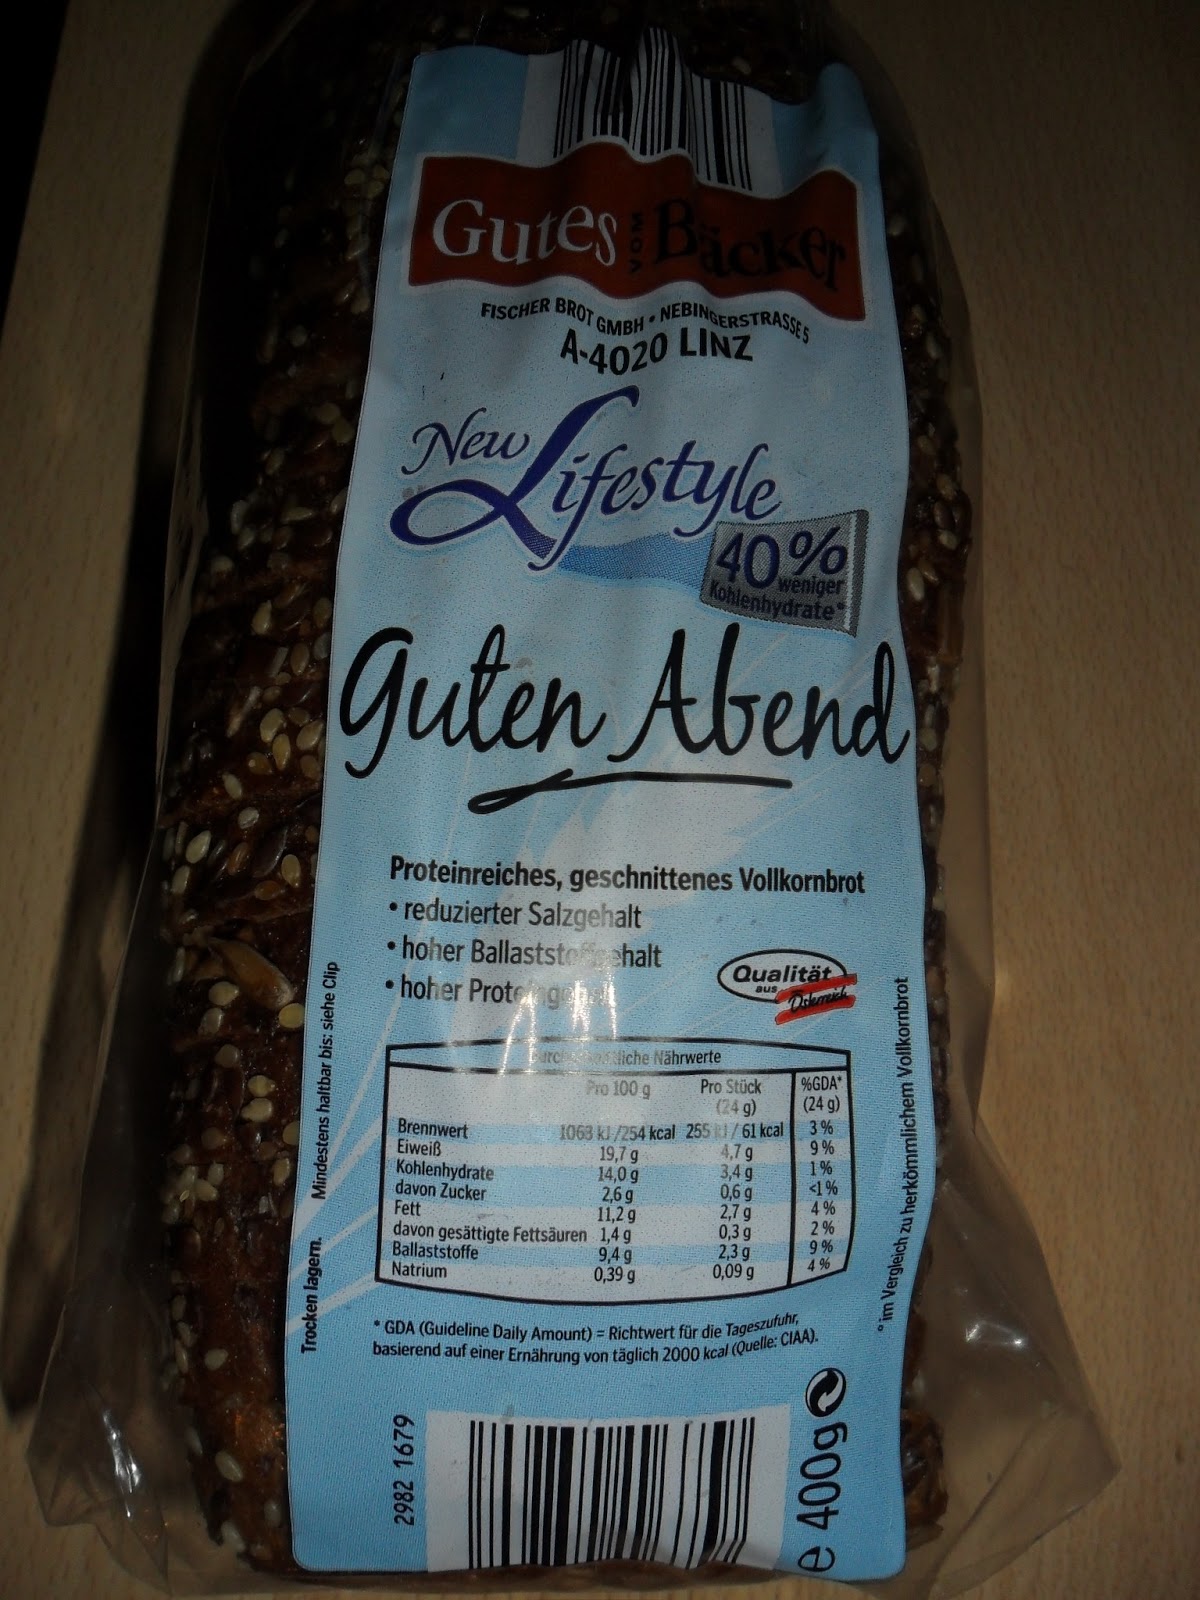 Gutes VOM Bäcker
FISCHER BROT GMBH • NEBINGERSTRASSE 5
A-4020 LINZ
New Lifestyle
40%
weniger
Kohlenhydrate°
Guten Abend
Proteinreiches, geschnittenes Vollkornbrot
• reduzierter Salzgehalt
• hoher Ballaststoffgehalt
• hoher Proteingehalt
Qualität
aus
Österreich
Nährwerte
Pro 100 g Pro Stück %GDA*
(24 g) (24 g)
Brennwert 1063 kJ/254 kcal 255 kJ/61 kcal 3%
Eiweiß 19,7 g 4,7 g 9%
Kohlenhydrate 14,0 g 3,4 g 1%
davon Zucker 2,6 g 0,6 g <1%
Fett 11,2 g 2,7 g 4%
davon gesättigte Fettsäuren 1,4 g 0,3 g 2%
Ballaststoffe 9,4 g 2,3 g 9%
Natrium 0,39 g 0,09 g 4%
* GDA (Guideline Daily Amount) = Richtwert für die Tageszufuhr,
basierend auf einer Ernährung von täglich 2000 kcal (Quelle: CIAA).
Trocken lagern. Mindestens haltbar bis: siehe Clip
° im Vergleich zu herkömmlichem Vollkornbrot
2982 1679
e 400g